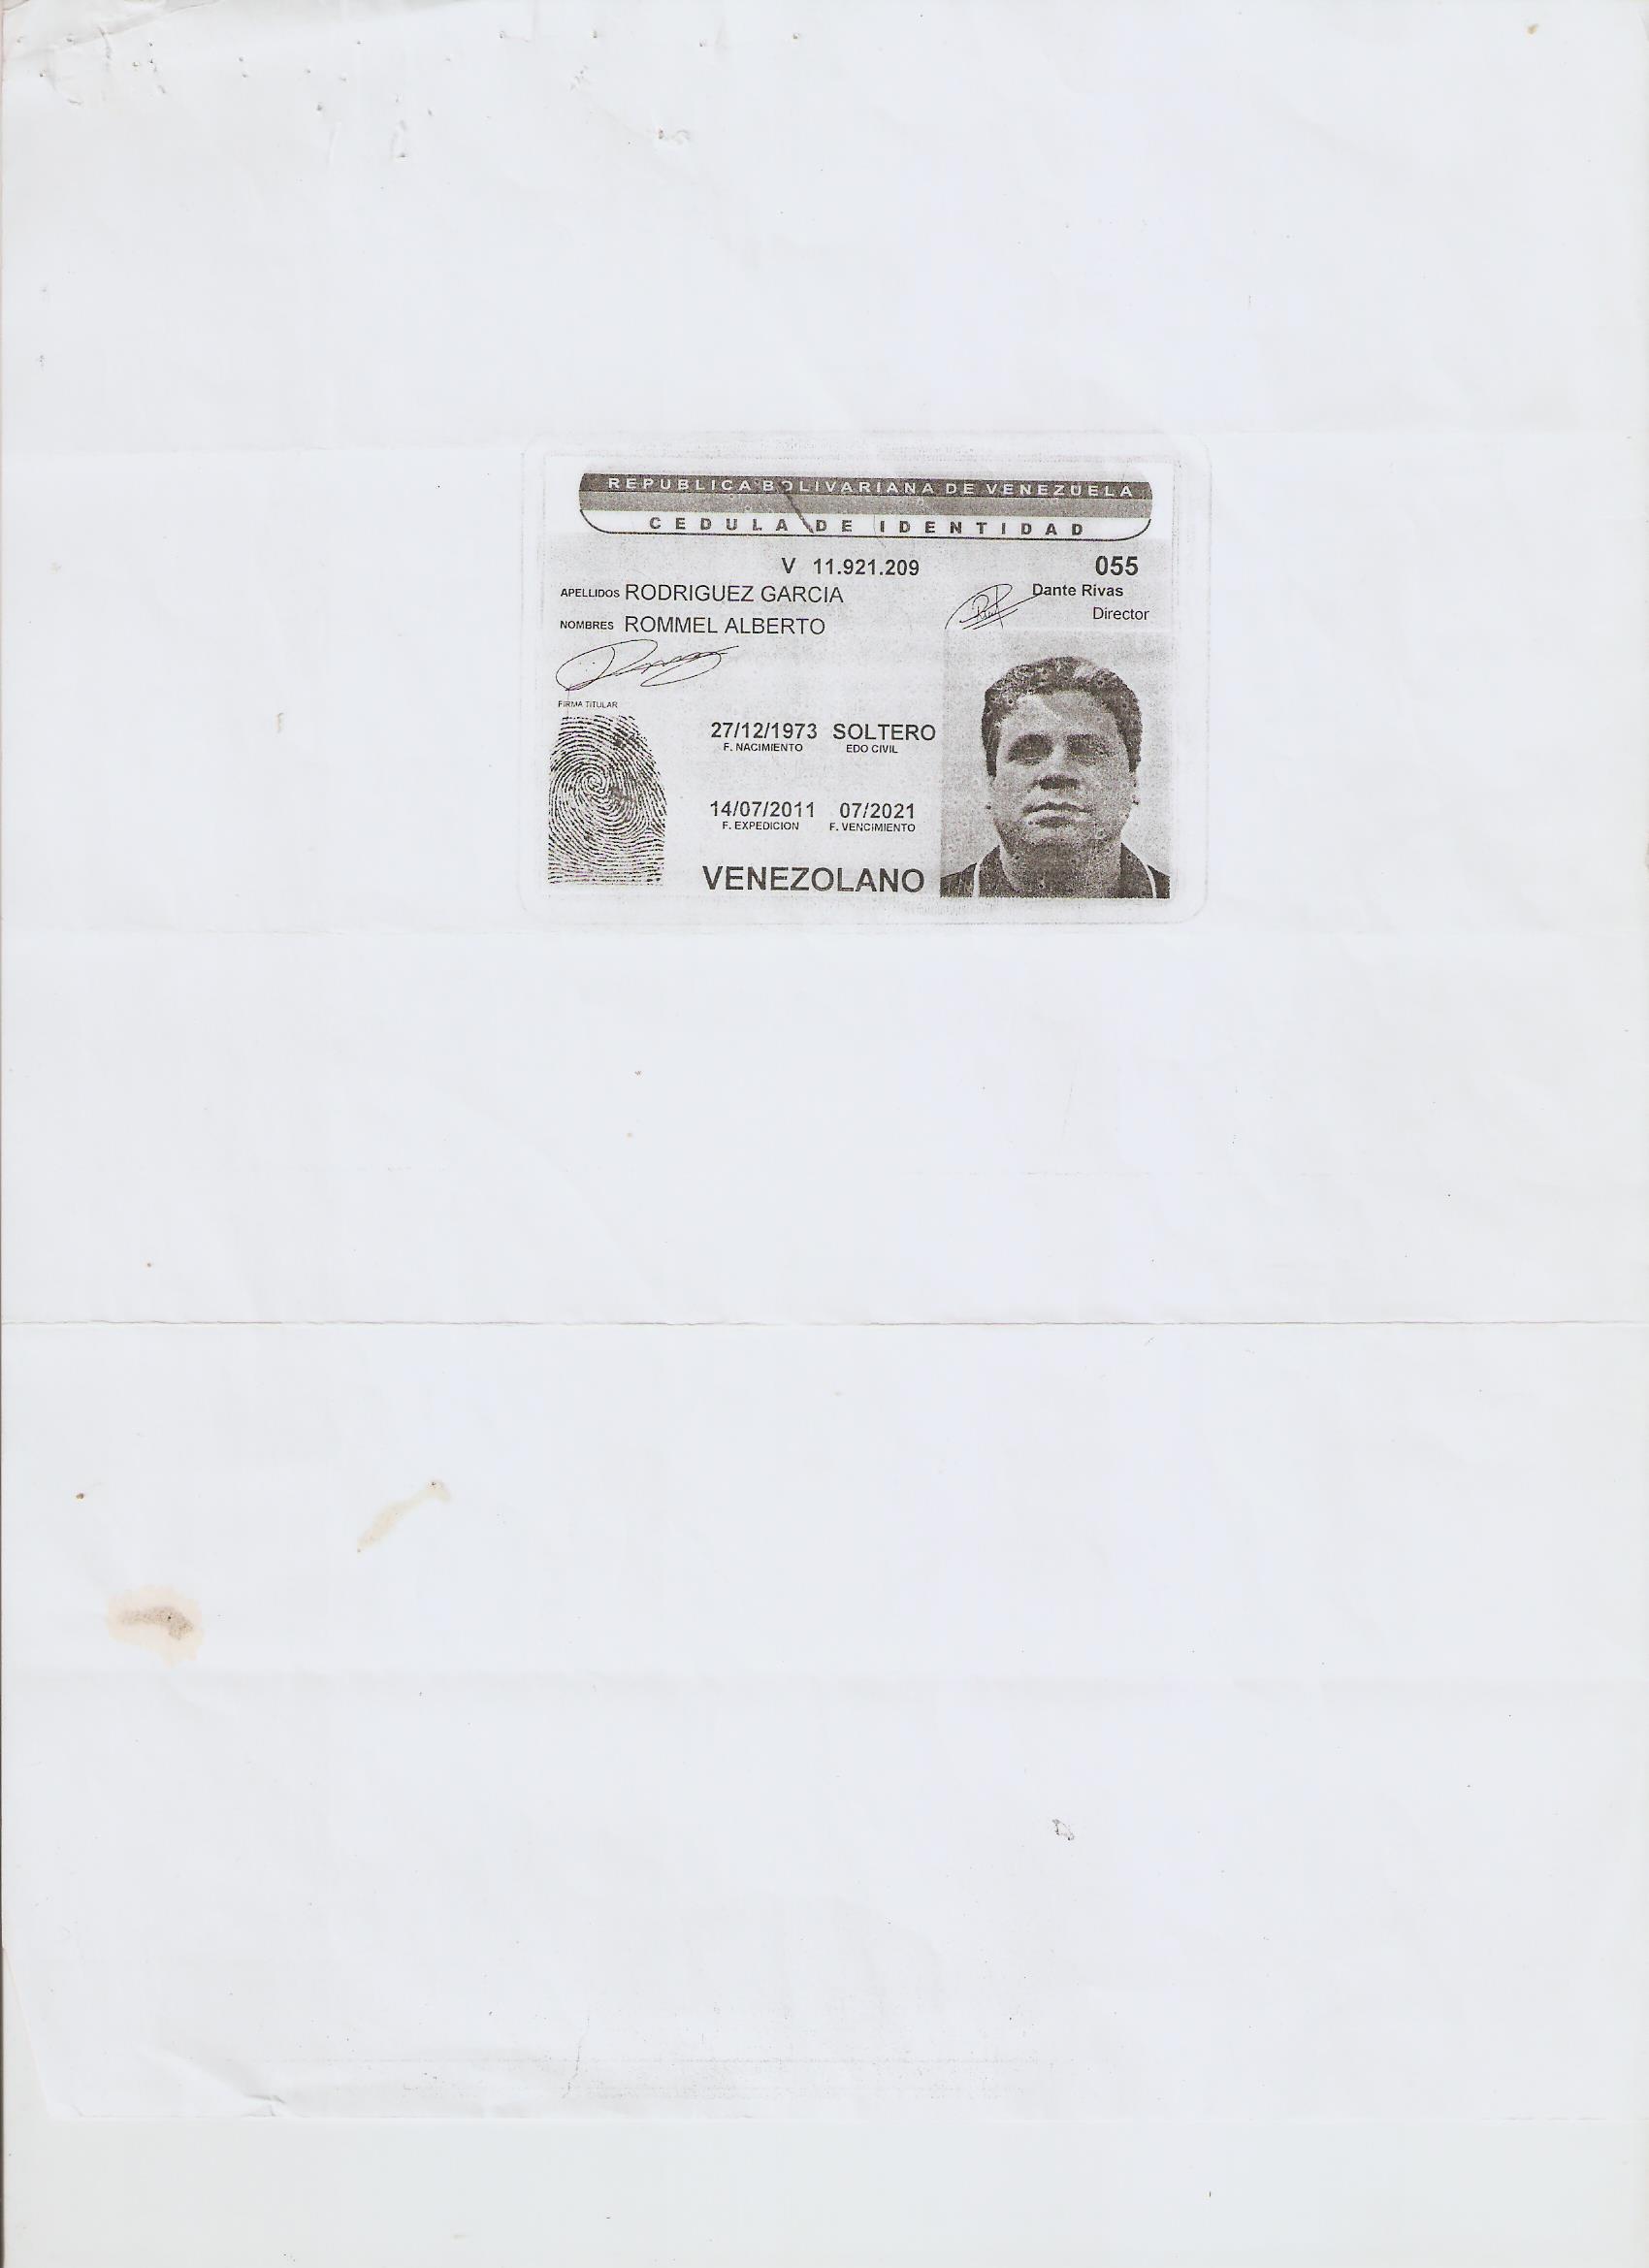 REPUBLICA BOLIVARIANA DE VENEZUELA
CEDULA DE IDENTIDAD
V 11.921.209 055
APELLIDOS RODRIGUEZ GARCIA Dante Rivas
Director
NOMBRES ROMMEL ALBERTO
FIRMA TITULAR
27/12/1973 SOLTERO
F. NACIMIENTO EDO CIVIL
14/07/2011 07/2021
F. EXPEDICION F. VENCIMIENTO
VENEZOLANO